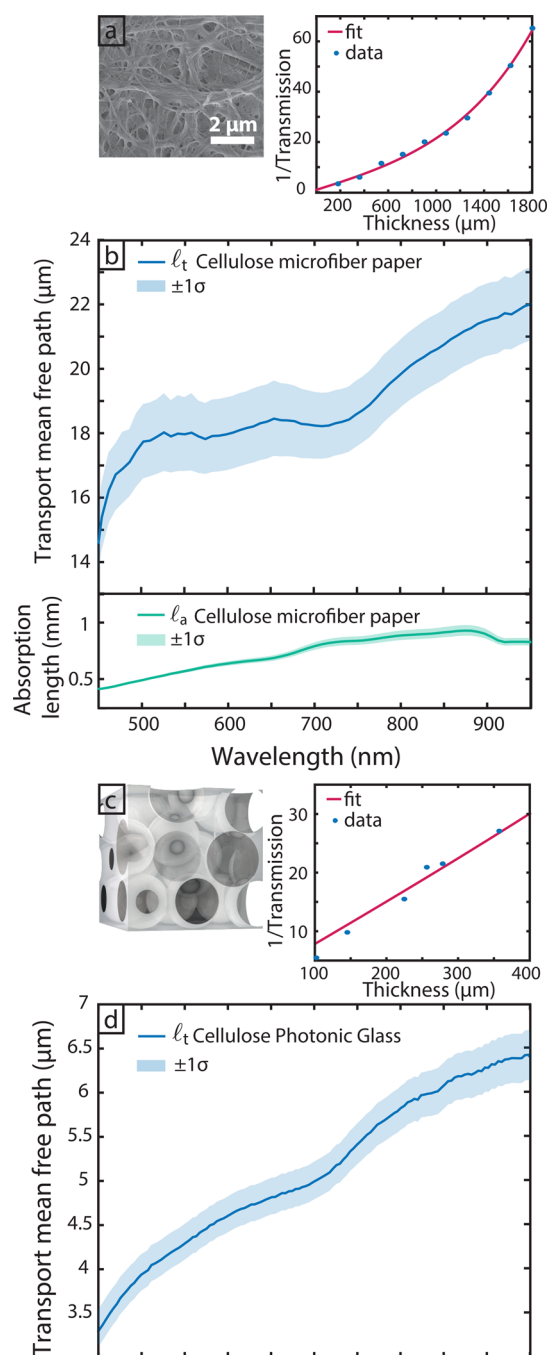 a
2 µm
1/Transmission
60
40
20
0
fit
data
200 600 1000 1400 1800
Thickness (µm)
b
Transport mean free path (µm)
24
22
20
18
16
14
ℓt Cellulose microfiber paper
±1σ
12
Absorption
length (mm)
1
0.5
ℓa Cellulose microfiber paper
±1σ
500 600 700 800 900
Wavelength (nm)
c
1/Transmission
30
20
10
fit
data
100 200 300 400
Thickness (µm)
d
Transport mean free path (µm)
7
6.5
6
5.5
5
4.5
4
3.5
ℓt Cellulose Photonic Glass
±1σ